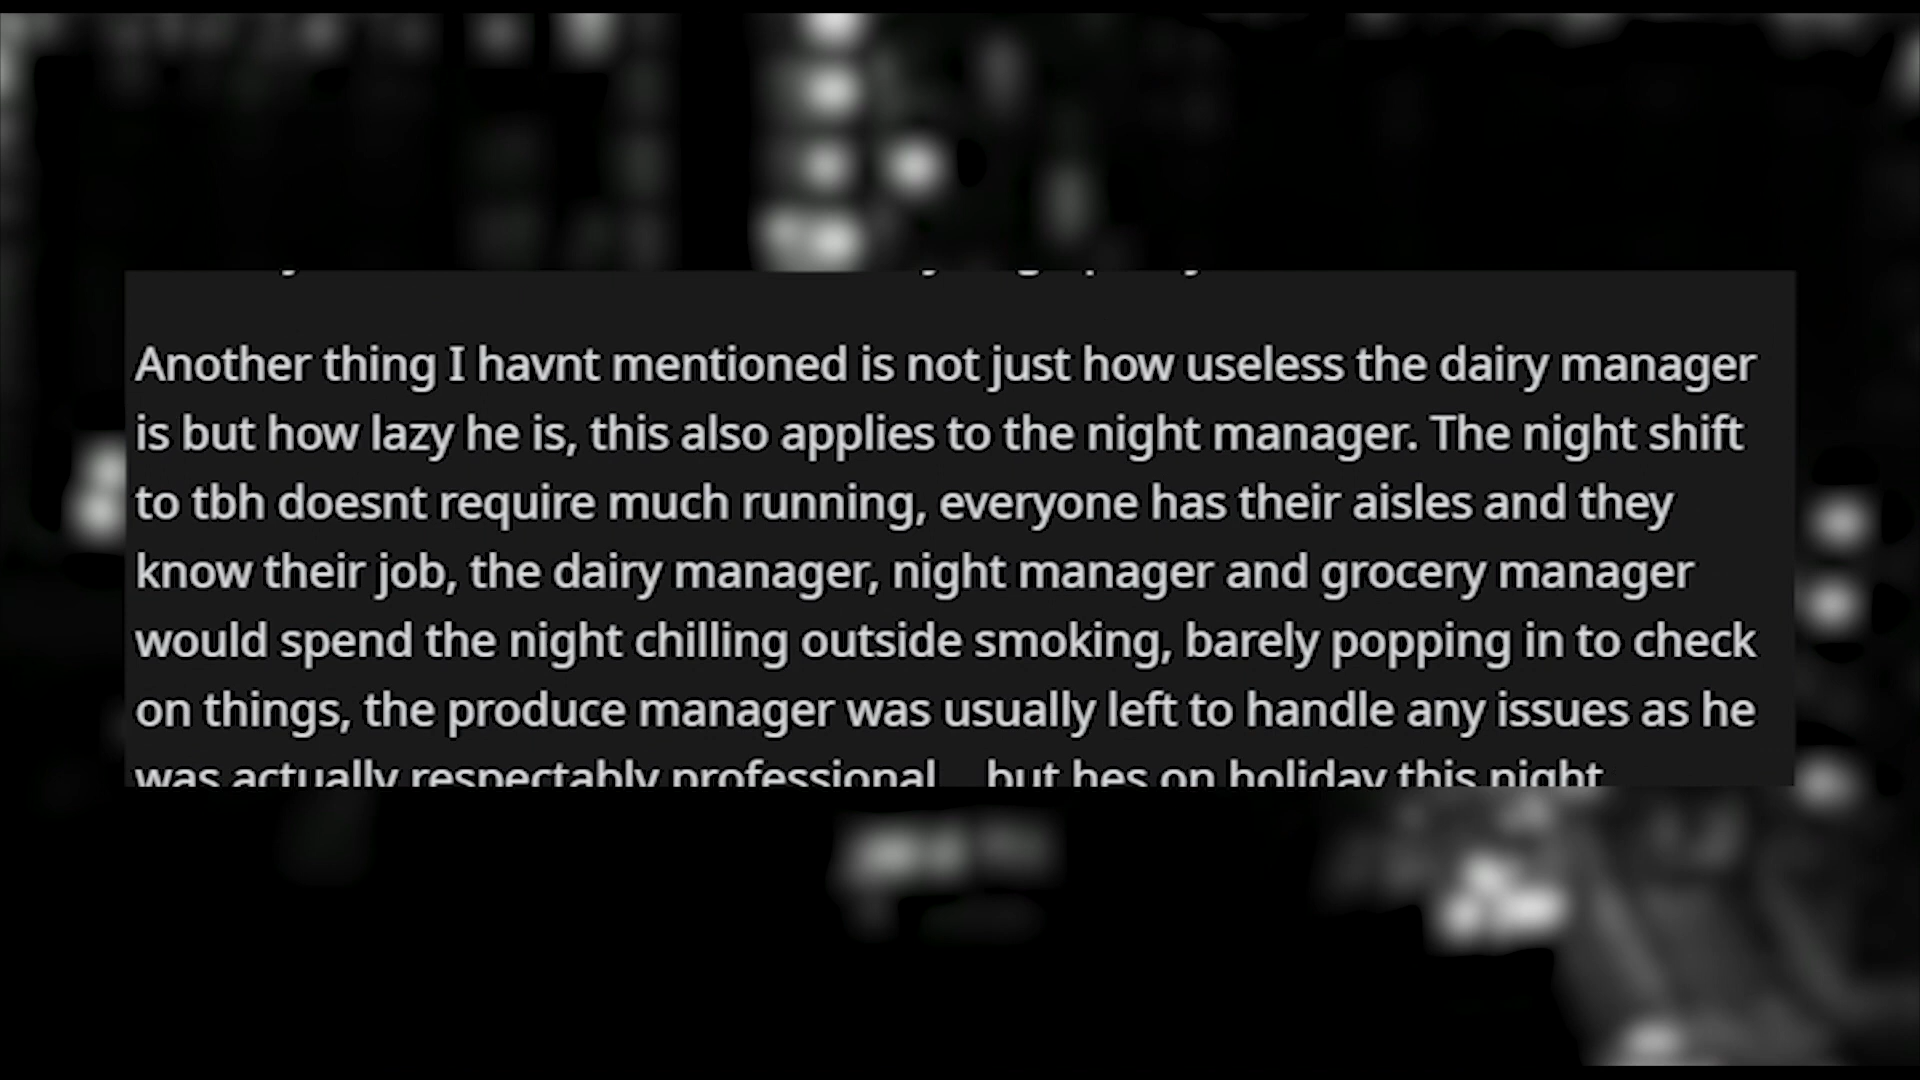 Another thing I havnt mentioned is not just how useless the dairy manager
is but how lazy he is, this also applies to the night manager. The night shift
to tbh doesnt require much running, everyone has their aisles and they
know their job, the dairy manager, night manager and grocery manager
would spend the night chilling outside smoking, barely popping in to check
on things, the produce manager was usually left to handle any issues as he
was actually respectably professional... but hes on holiday this night